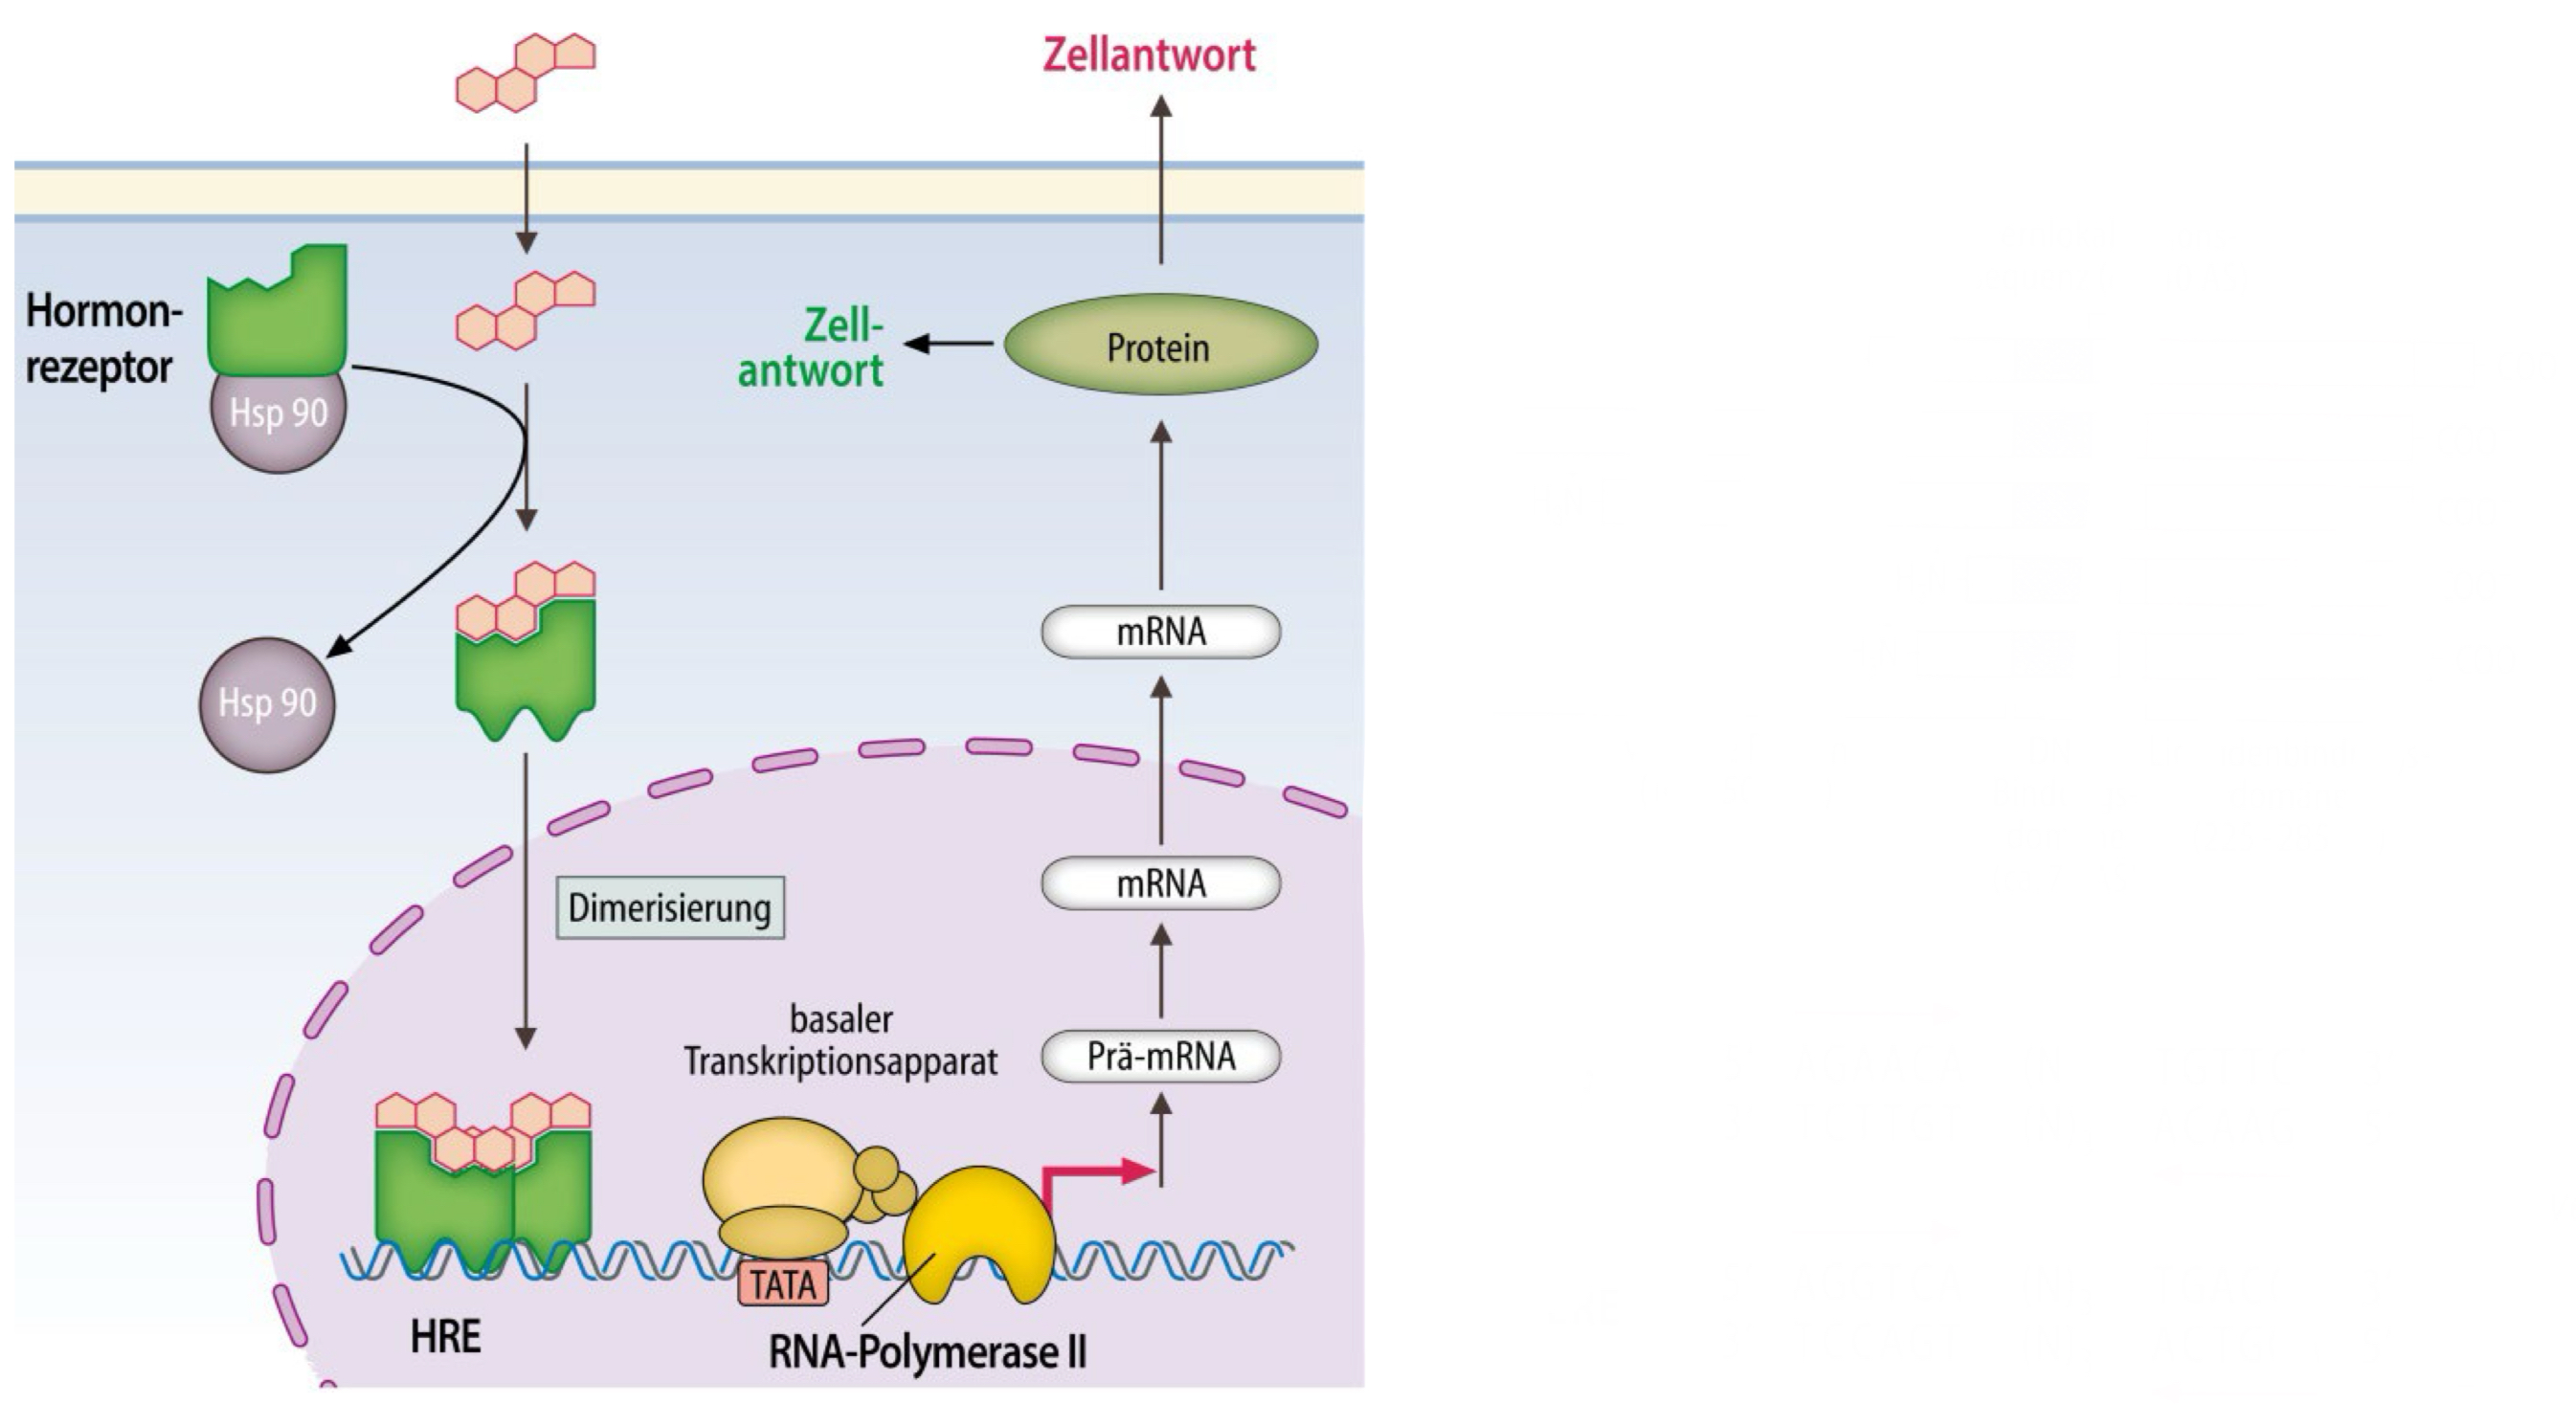 Zellantwort
Hormon-
rezeptor
Hsp 90
Zell-
antwort
Protein
mRNA
Hsp 90
mRNA
Dimerisierung
basaler
Transkriptionsapparat
Prä-mRNA
TATA
HRE
RNA-Polymerase II